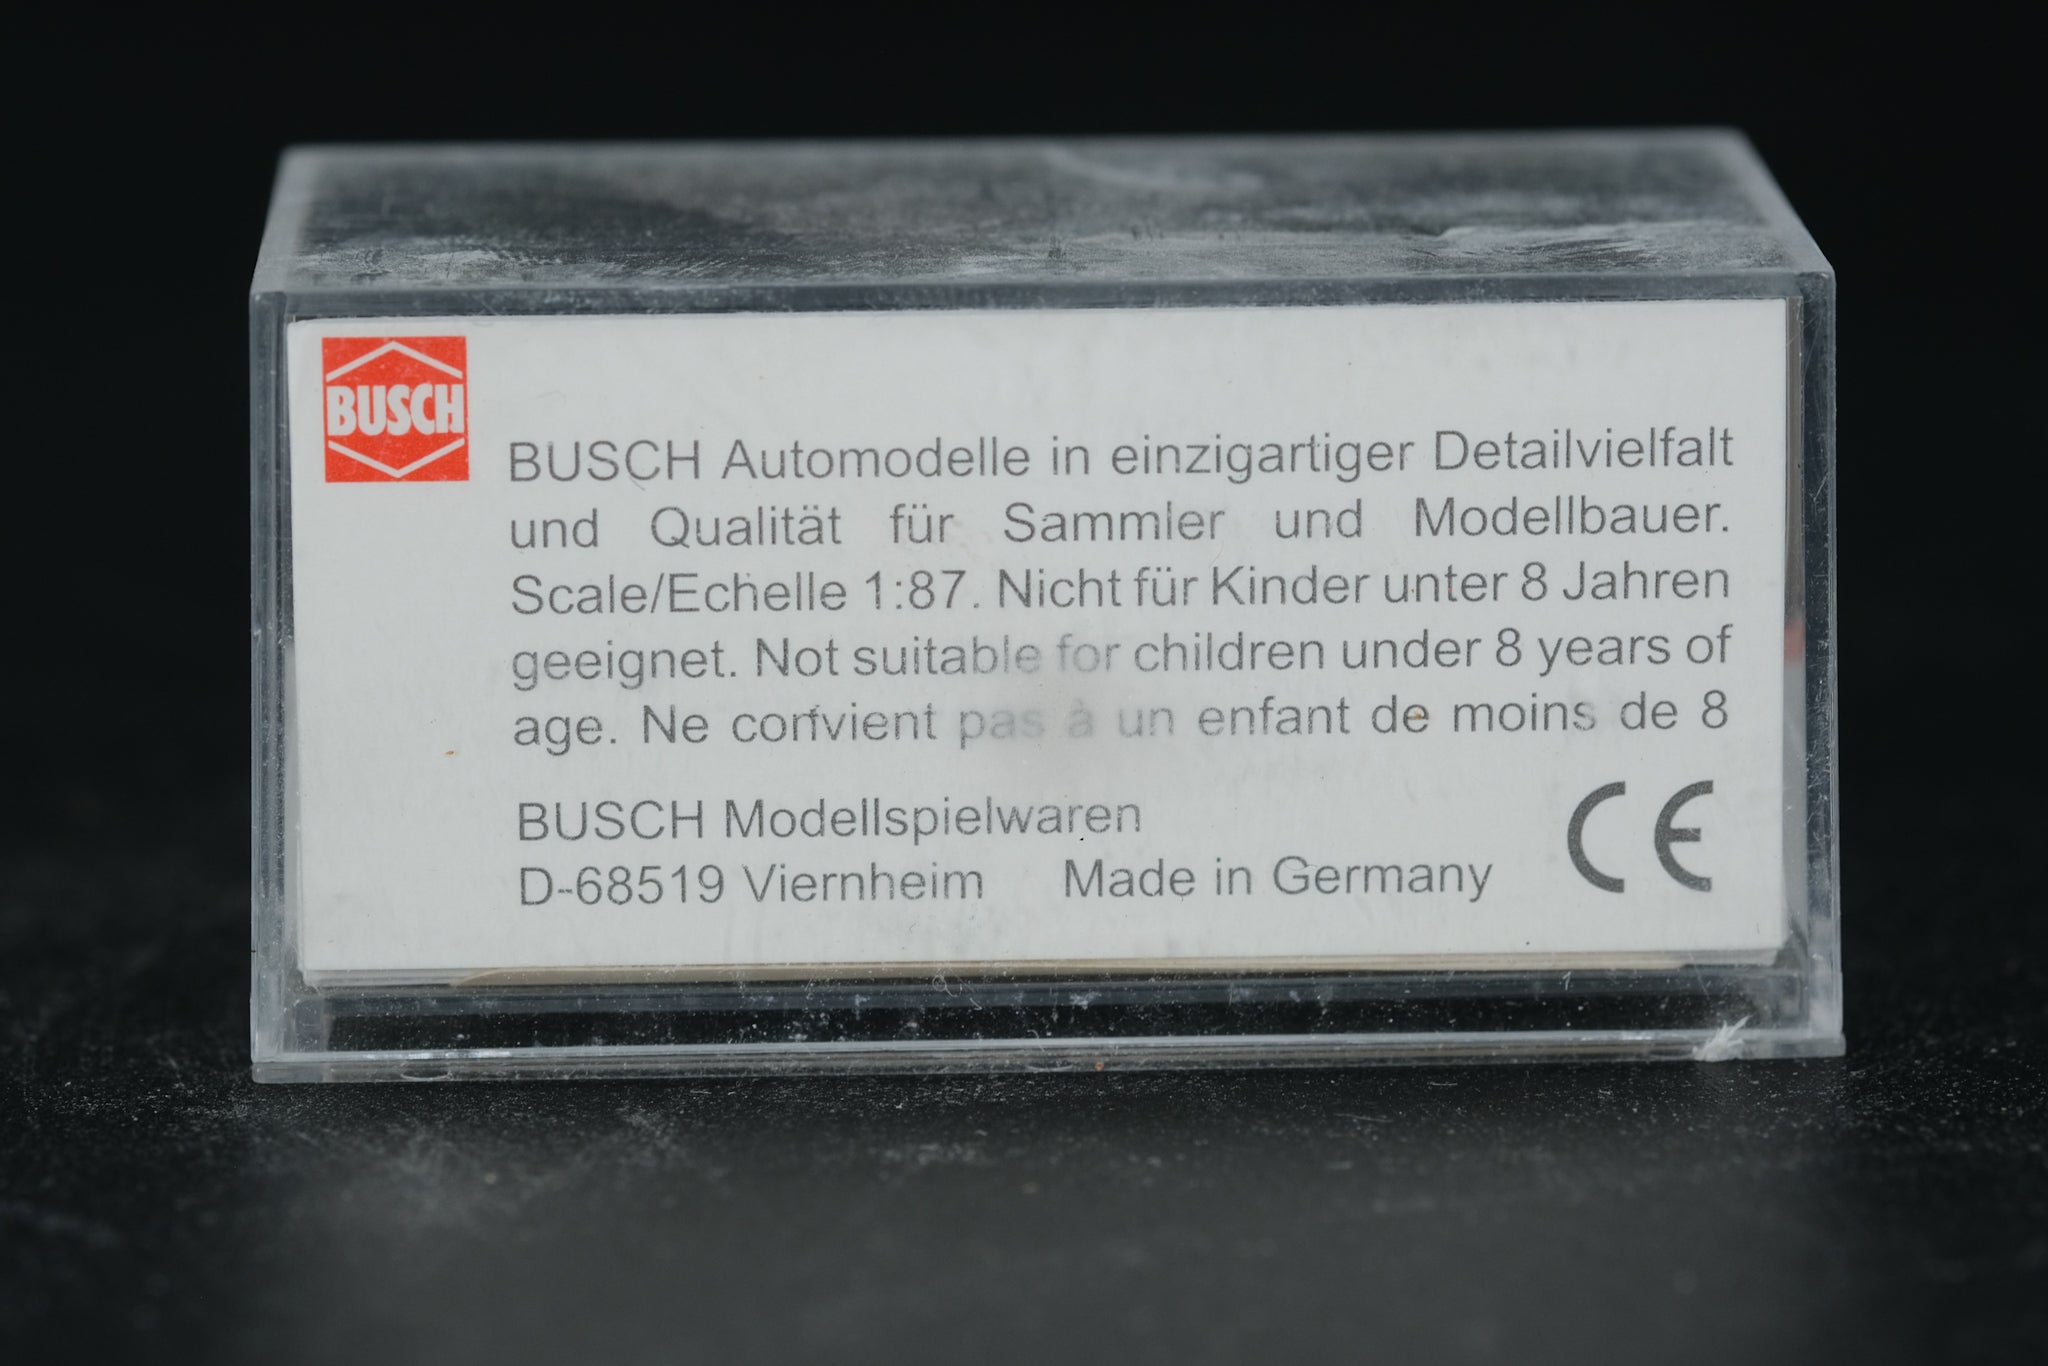 BUSCH
BUSCH Automodelle in einzigartiger Detailvielfalt
und Qualität für Sammler und Modellbauer.
Scale/Echelle 1:87. Nicht für Kinder unter 8 Jahren
geeignet. Not suitable for children under 8 years of
age. Ne convient pas à un enfant de moins de 8
BUSCH Modellspielwaren
D-68519 Viernheim Made in Germany
CE